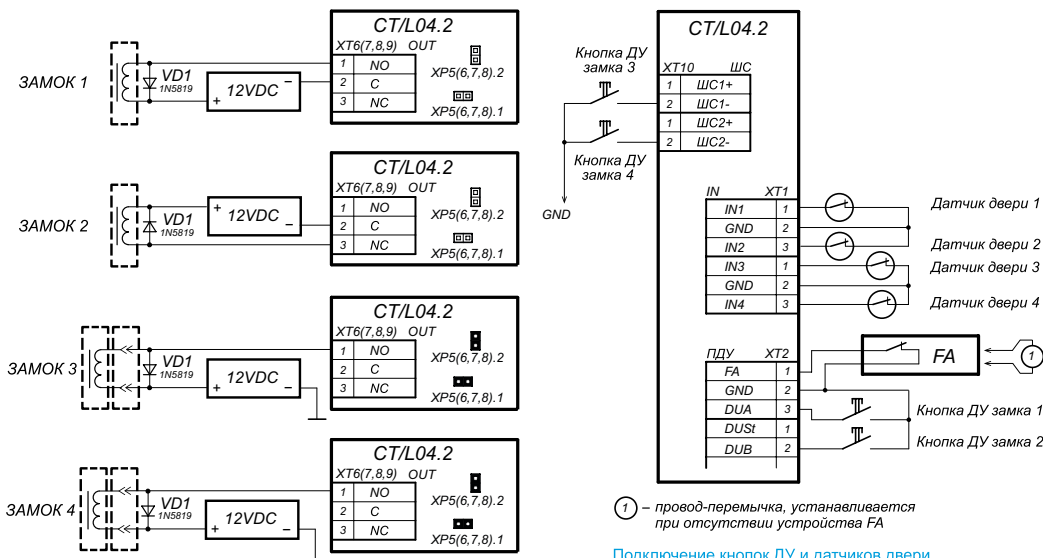 CT/L04.2
XT6(7,8,9) OUT
1 NO
2 C
3 NC
XP5(6,7,8).2
XP5(6,7,8).1
ЗАМОК 1
VD1
1N5819
12VDC
+
–
CT/L04.2
XT6(7,8,9) OUT
1 NO
2 C
3 NC
XP5(6,7,8).2
XP5(6,7,8).1
ЗАМОК 2
VD1
1N5819
+
12VDC
–
CT/L04.2
XT6(7,8,9) OUT
1 NO
2 C
3 NC
XP5(6,7,8).2
XP5(6,7,8).1
ЗАМОК 3
VD1
1N5819
+
12VDC
–
CT/L04.2
XT6(7,8,9) OUT
1 NO
2 C
3 NC
XP5(6,7,8).2
XP5(6,7,8).1
ЗАМОК 4
VD1
1N5819
+
12VDC
–
CT/L04.2
Кнопка ДУ
замка 3
XT10 ШС
1 ШС1+
2 ШС1-
1 ШС2+
2 ШС2-
Кнопка ДУ
замка 4
GND
IN XT1
IN1 1
GND 2
IN2 3
IN3 1
GND 2
IN4 3
Датчик двери 1
Датчик двери 2
Датчик двери 3
Датчик двери 4
ПДУ XT2
FA 1
GND 2
DUA 3
DUSt 1
DUB 2
FA
1
Кнопка ДУ замка 1
Кнопка ДУ замка 2
1 – провод-перемычка, устанавливается
при отсутствии устройства FA
Подключение кнопок ДУ и датчиков двери